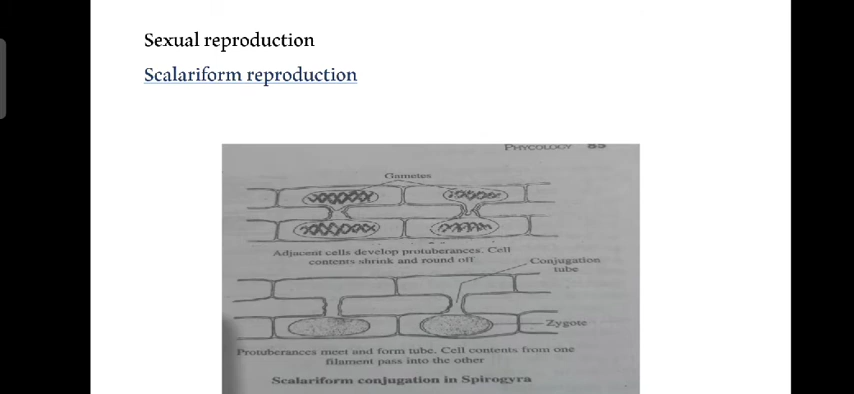 Sexual reproduction
Scalariform reproduction
PHYCOLOGY 85
Gametes
Adjacent cells develop protuberances. Cell
contents shrink and round off
Conjugation
tube
Zygote
Protuberances meet and form tube. Cell contents from one
filament pass into the other
Scalariform conjugation in Spirogyra